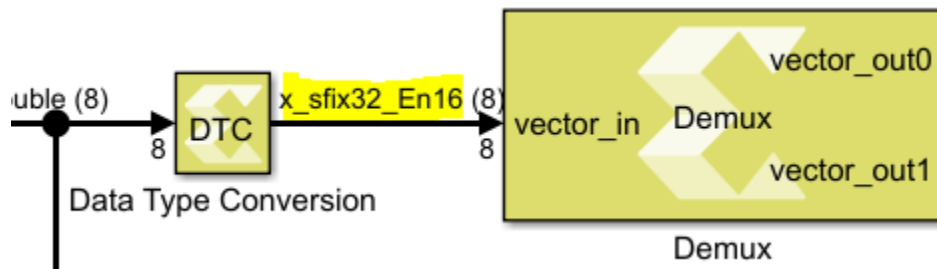 ouble (8)
8
DTC
Data Type Conversion
x_sfix32_En16 (8)
8
vector_in
Demux
vector_out0
vector_out1
Demux